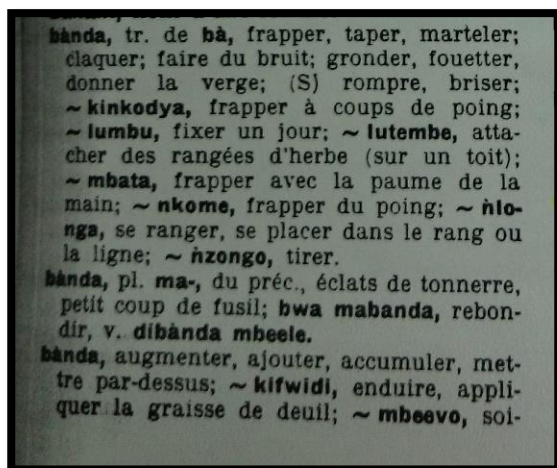 bànda, tr. de bà, frapper, taper, marteler;
claquer; faire du bruit; gronder, fouetter,
donner la verge; (S) rompre, briser;
~ kinkodya, frapper à coups de poing;
~ lumbu, fixer un jour; ~ lutembe, atta-
cher des rangées d'herbe (sur un toit);
~ mbata, frapper avec la paume de la
main; ~ nkome, frapper du poing; ~ ǹlo-
nga, se ranger, se placer dans le rang ou
la ligne; ~ ǹzongo, tirer.
bànda, pl. ma-, du préc., éclats de tonnerre,
petit coup de fusil; bwa mabanda, rebon-
dir, v. dibànda mbeele.
bànda, augmenter, ajouter, accumuler, met-
tre par-dessus; ~ kifwidi, enduire, appli-
quer la graisse de deuil; ~ mbeevo, soi-